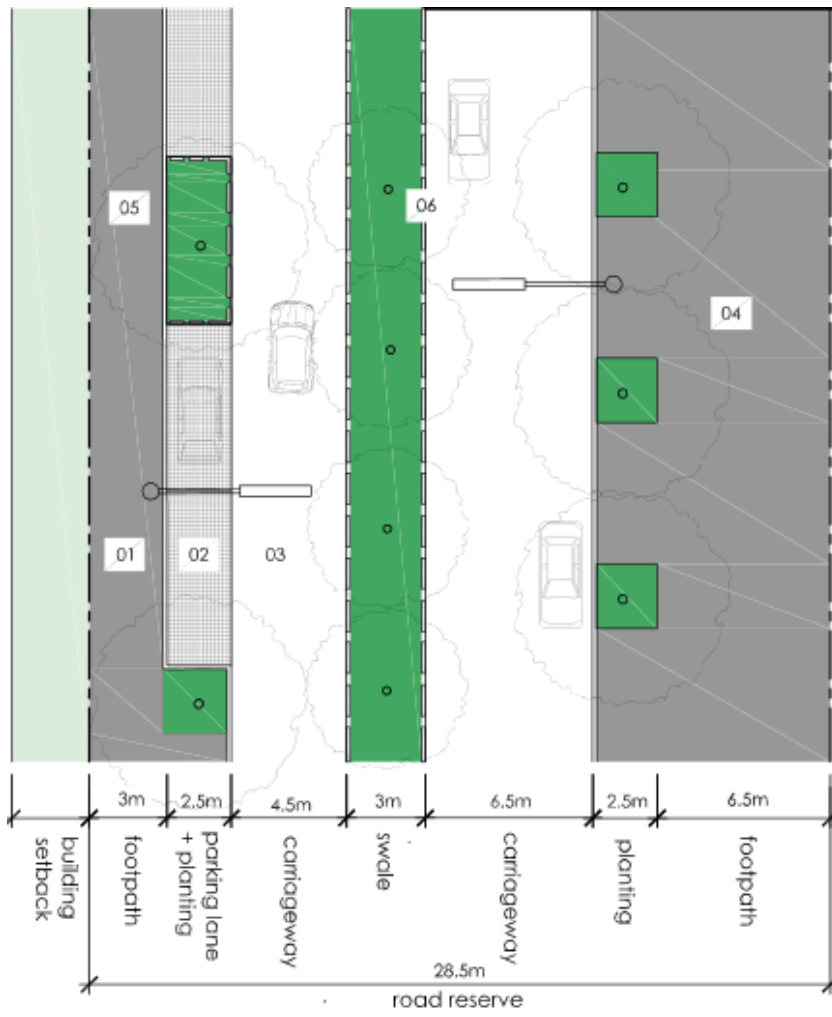 05
06
04
01
02
03
3m
2.5m
4.5m
3m
6.5m
2.5m
6.5m
building
setback
footpath
parking lane
+ planting
carriageway
swale
carriageway
planting
footpath
28.5m
road reserve